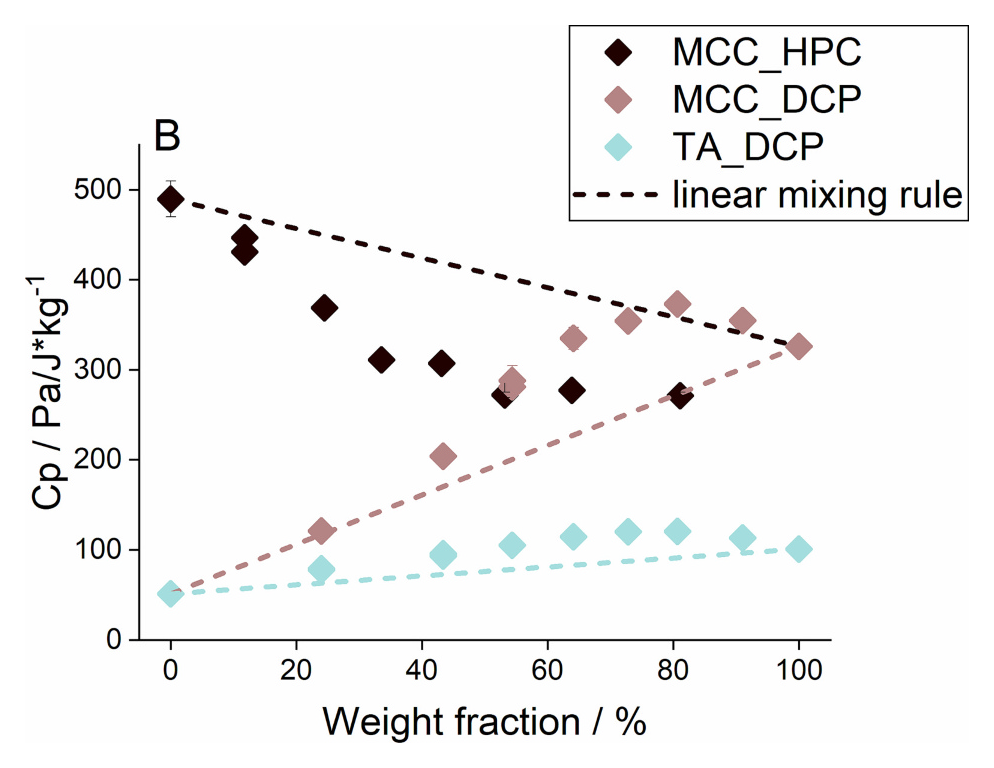 MCC_HPC
MCC_DCP
TA_DCP
linear mixing rule
B
500
400
300
200
100
0
Cp / Pa/J*kg⁻¹
0 20 40 60 80 100
Weight fraction / %